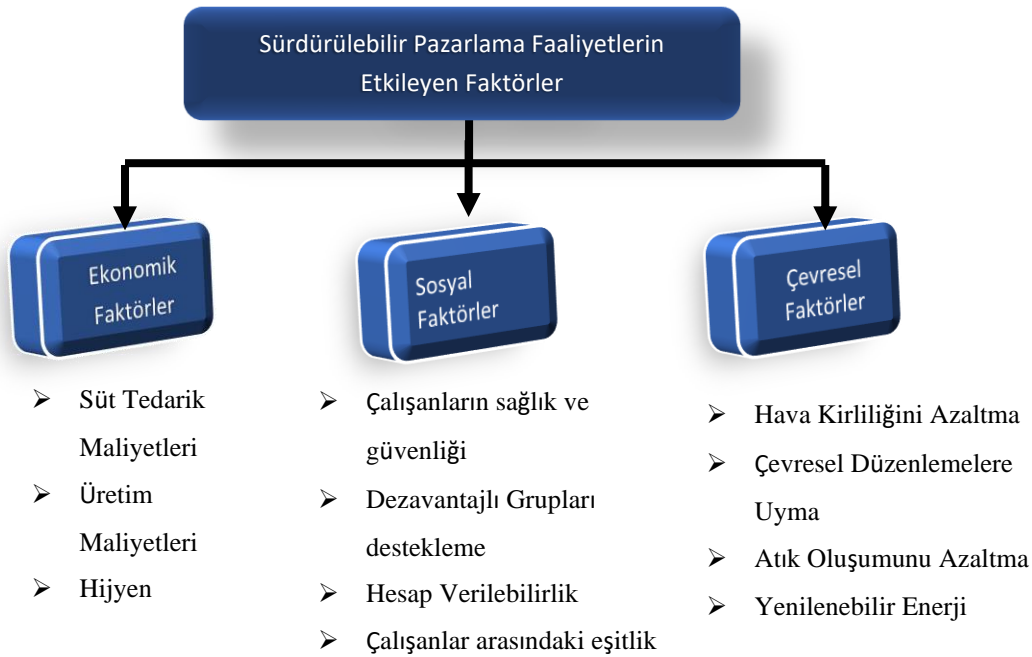 Sürdürülebilir Pazarlama Faaliyetlerin
Etkileyen Faktörler
Ekonomik
Faktörler
Süt Tedarik
Maliyetleri
Üretim
Maliyetleri
Hijyen
Sosyal
Faktörler
Çalışanların sağlık ve
güvenliği
Dezavantajlı Grupları
destekleme
Hesap Verilebilirlik
Çalışanlar arasındaki eşitlik
Çevresel
Faktörler
Hava Kirliliğini Azaltma
Çevresel Düzenlemelere
Uyma
Atık Oluşumunu Azaltma
Yenilenebilir Enerji